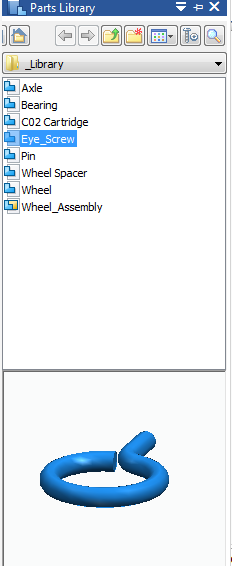 Parts Library
_Library
Axle
Bearing
C02 Cartridge
Eye_Screw
Pin
Wheel Spacer
Wheel
Wheel_Assembly